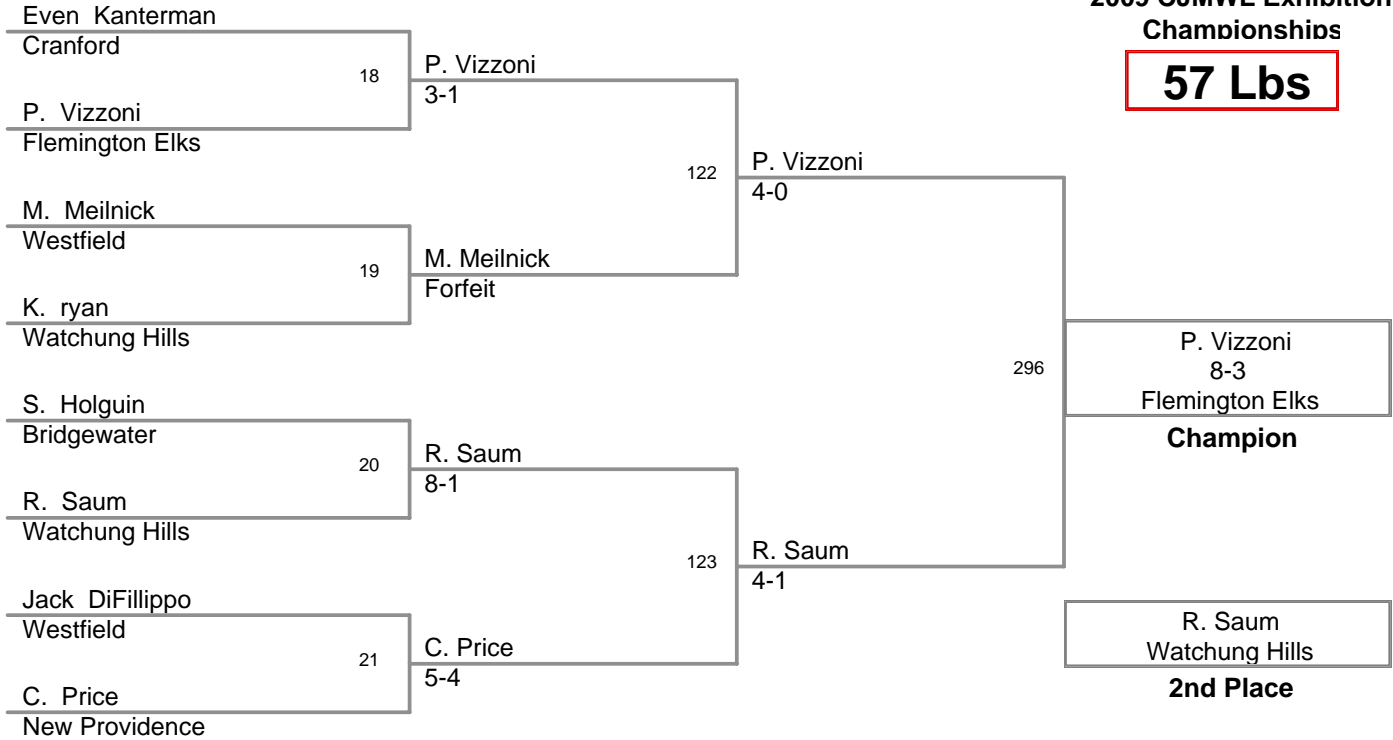 2009 CJMWL Exhibition
Championships
57 Lbs
Even Kanterman
Cranford
18
P. Vizzoni
Flemington Elks
P. Vizzoni
3-1
M. Meilnick
Westfield
19
K. ryan
Watchung Hills
M. Meilnick
Forfeit
122
P. Vizzoni
4-0
S. Holguin
Bridgewater
20
R. Saum
Watchung Hills
R. Saum
8-1
Jack DiFillippo
Westfield
21
C. Price
New Providence
C. Price
5-4
123
R. Saum
4-1
296
P. Vizzoni
8-3
Flemington Elks
Champion
R. Saum
Watchung Hills
2nd Place